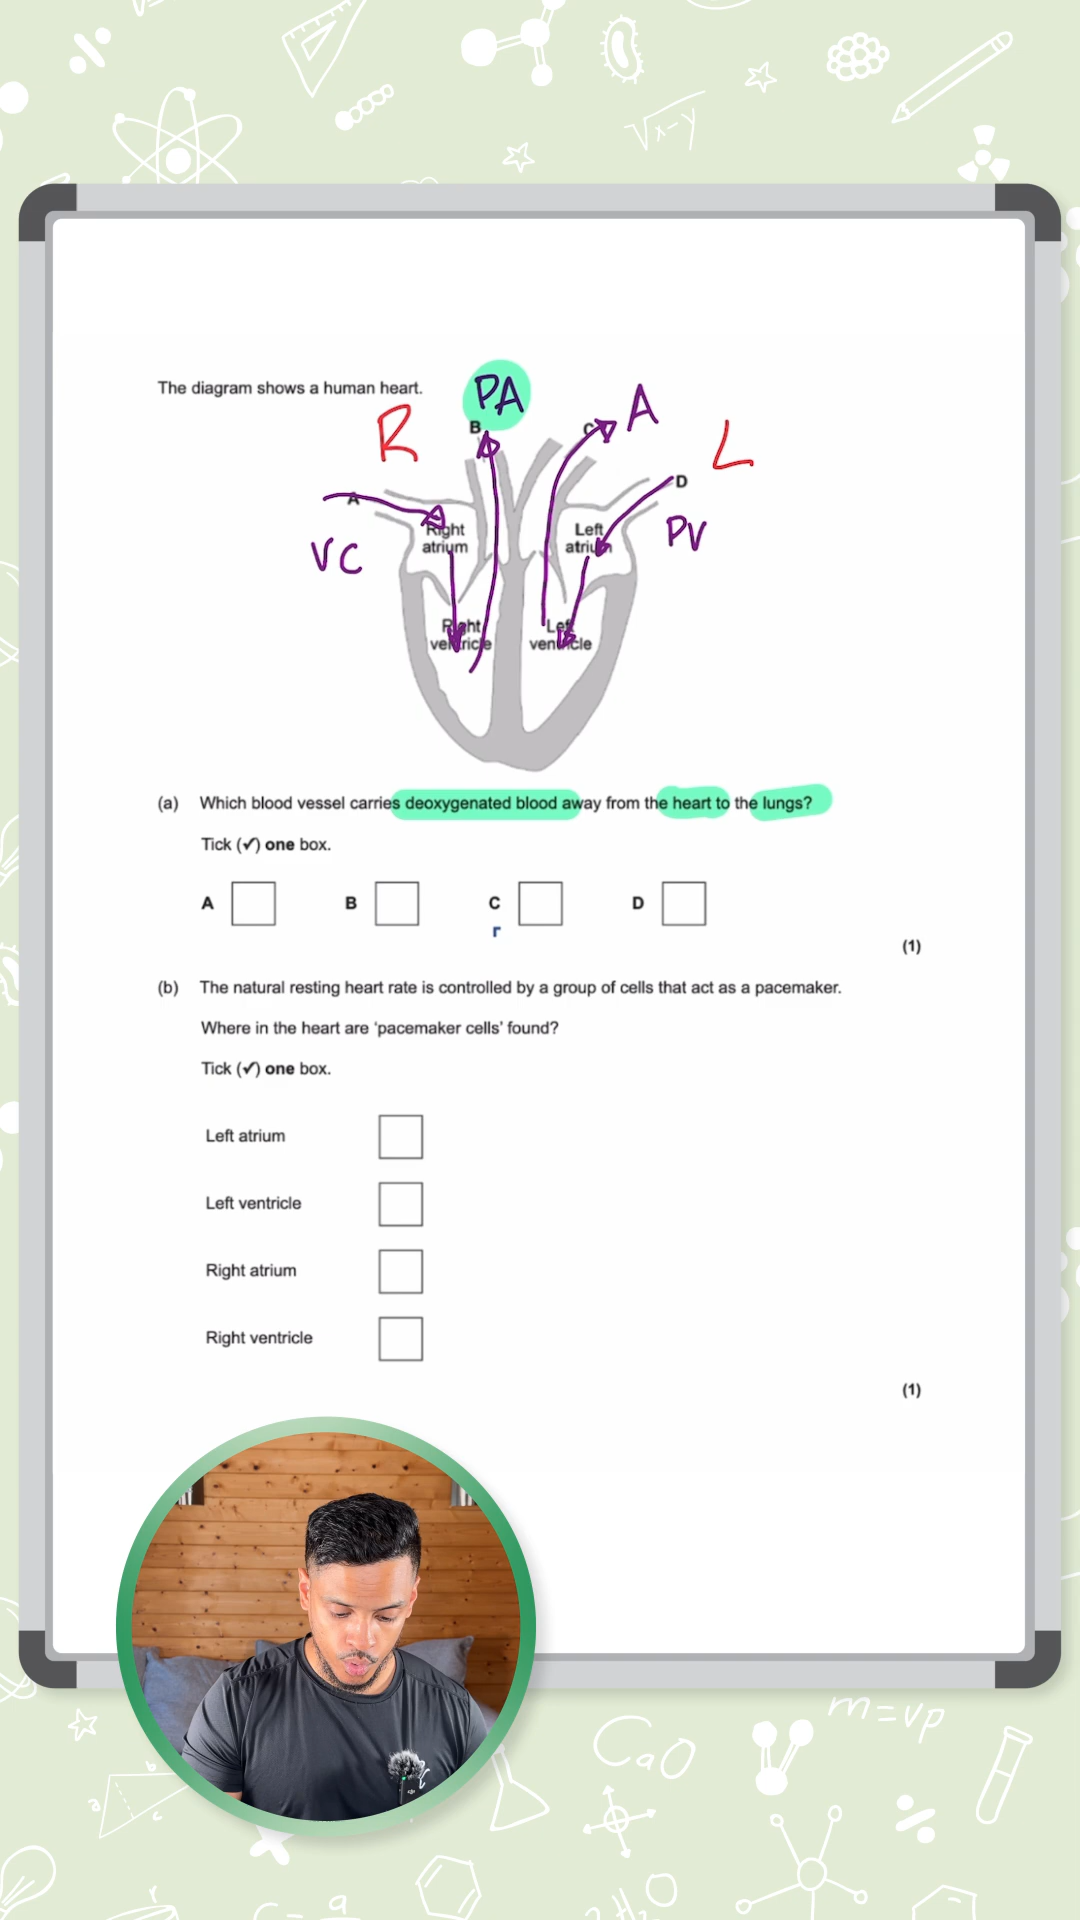 √x-y
The diagram shows a human heart.
PA
A
R
B
C
L
A
D
Right
atrium
Left
atrium
VC
PV
Right
ventricle
Left
ventricle
(a) Which blood vessel carries deoxygenated blood away from the heart to the lungs?
Tick (✓) one box.
A B C D
r
(1)
(b) The natural resting heart rate is controlled by a group of cells that act as a pacemaker.
Where in the heart are 'pacemaker cells' found?
Tick (✓) one box.
Left atrium
Left ventricle
Right atrium
Right ventricle
(1)
m=vp
CaO
b
a
c